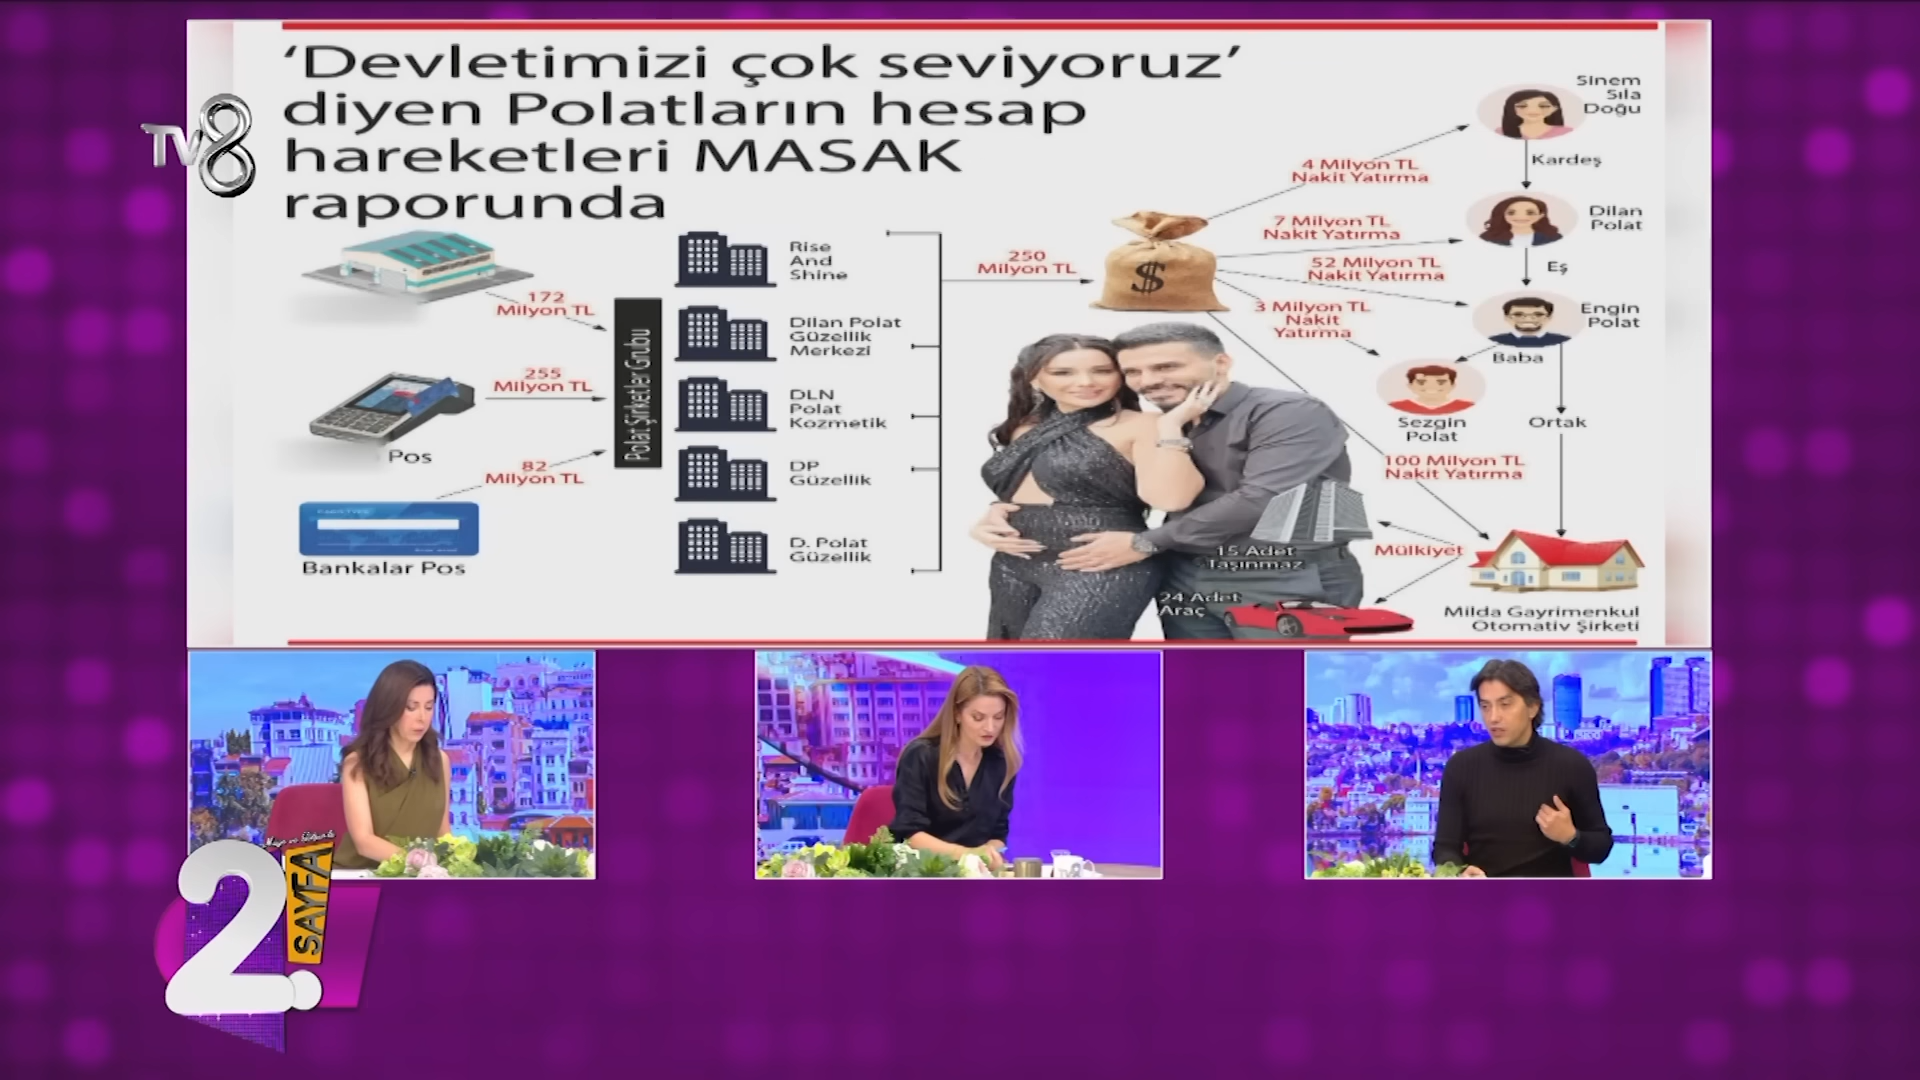 ‘Devletimizi çok seviyoruz’
diyen Polatların hesap
hareketleri MASAK
raporunda
TV8
172
Milyon TL
255
Milyon TL
Pos
82
Milyon TL
Bankalar Pos
Polat Şirketler Grubu
Rise
And
Shine
Dilan Polat
Güzellik
Merkezi
DLN
Polat
Kozmetik
DP
Güzellik
D. Polat
Güzellik
250
Milyon TL
$
4 Milyon TL
Nakit Yatırma
7 Milyon TL
Nakit Yatırma
52 Milyon TL
Nakit Yatırma
3 Milyon TL
Nakit
Yatırma
100 Milyon TL
Nakit Yatırma
Sinem
Sıla
Doğu
Kardeş
Dilan
Polat
Eş
Engin
Polat
Baba
Sezgin
Polat
Ortak
Mülkiyet
15 Adet
Taşınmaz
24 Adet
Araç
Milda Gayrimenkul
Otomativ Şirketi
2.
SAYFA